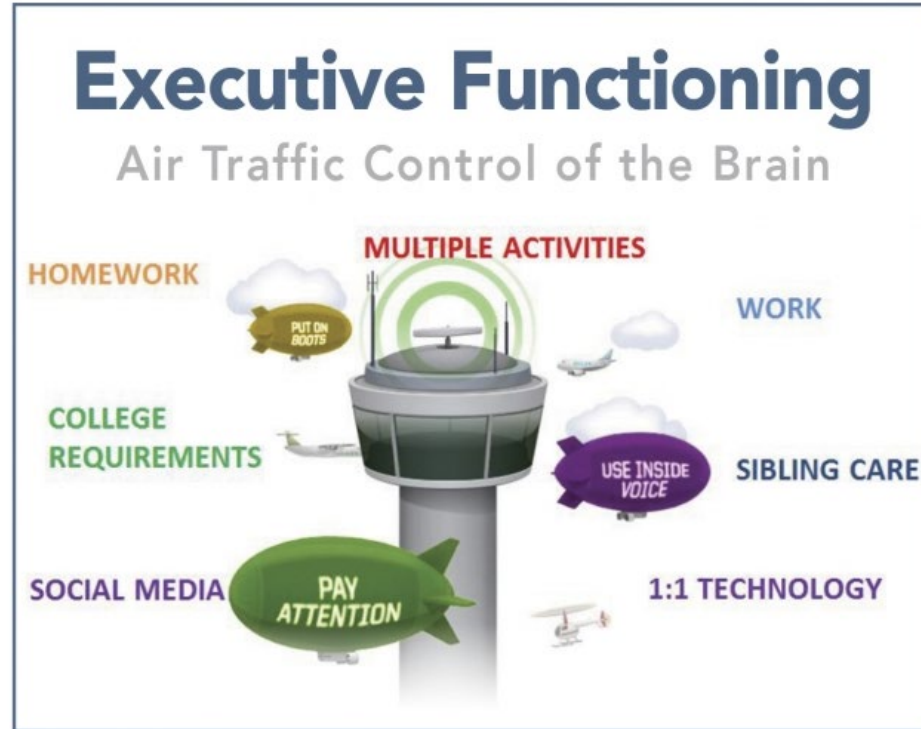 Executive Functioning
Air Traffic Control of the Brain
MULTIPLE ACTIVITIES
HOMEWORK
PUT ON
BOOTS
WORK
COLLEGE
REQUIREMENTS
USE INSIDE
VOICE
SIBLING CARE
SOCIAL MEDIA
PAY
ATTENTION
1:1 TECHNOLOGY